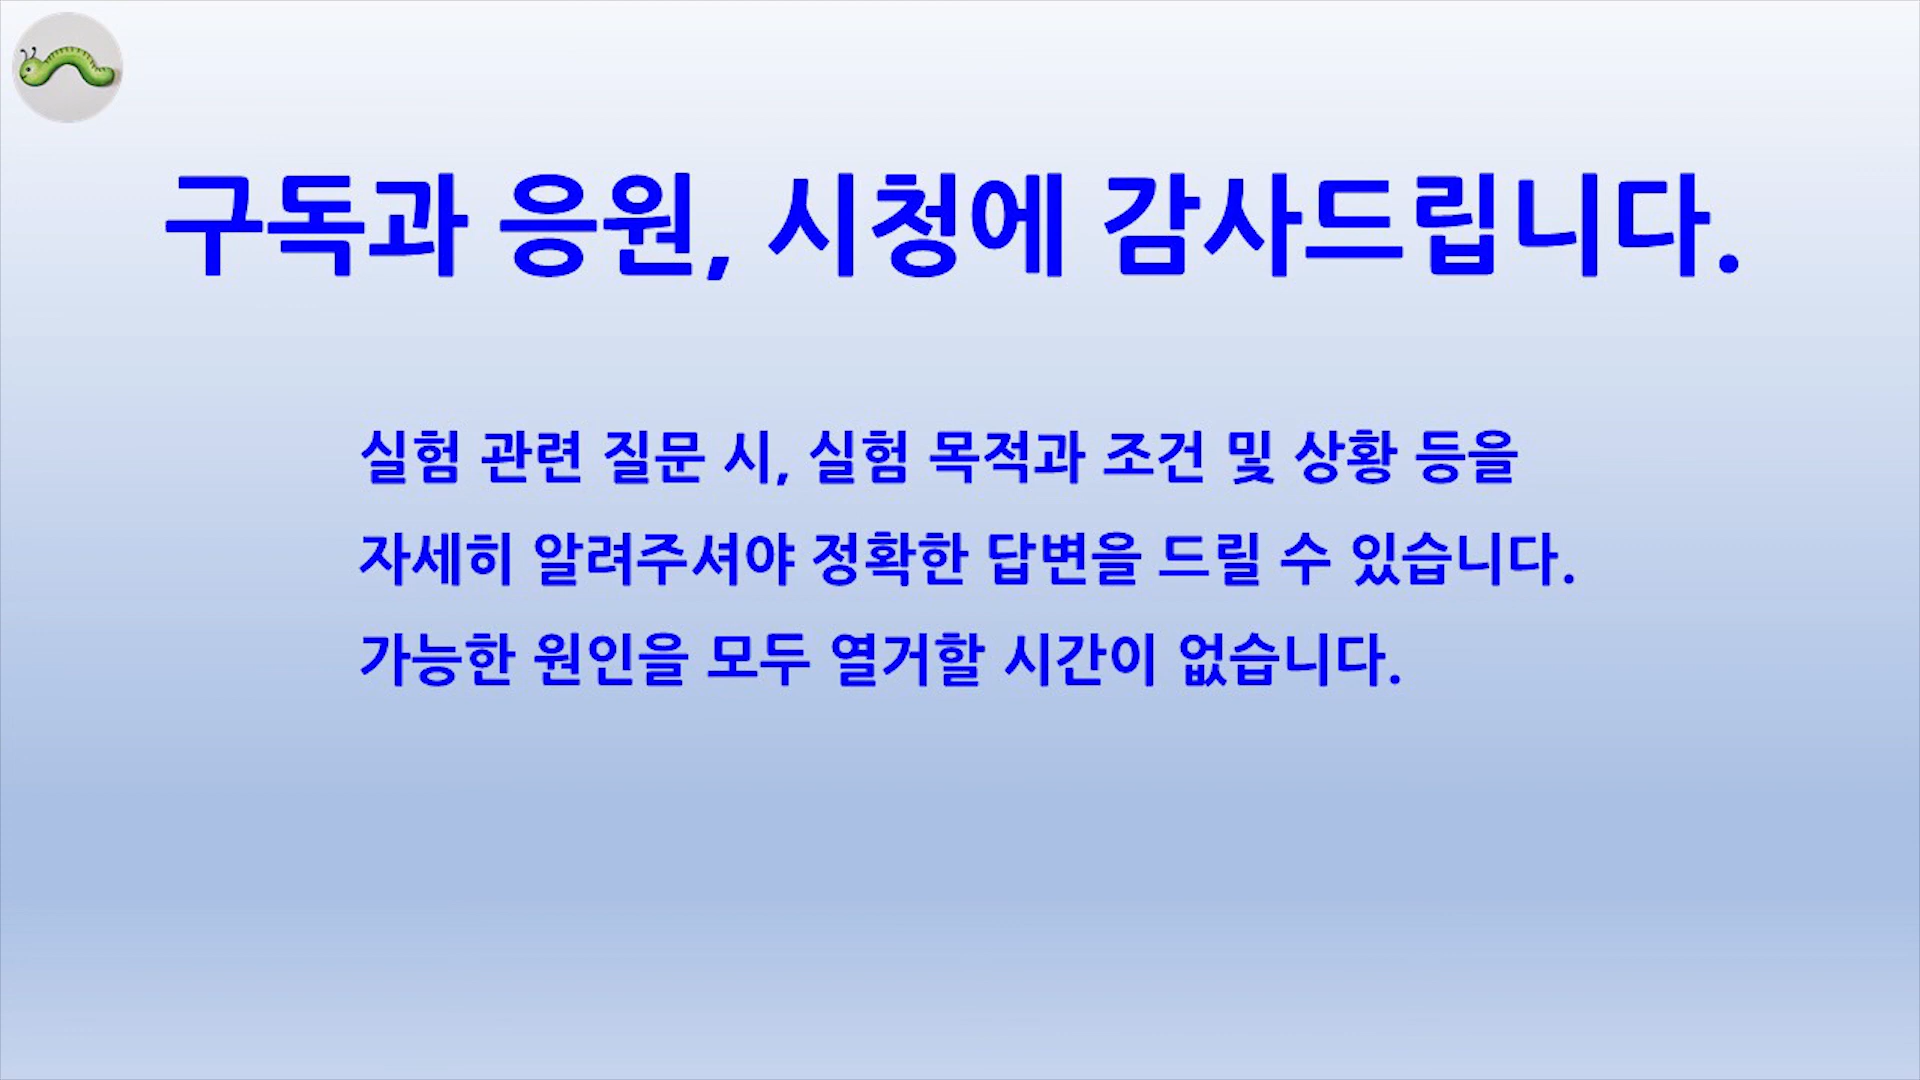 구독과 응원, 시청에 감사드립니다.
실험 관련 질문 시, 실험 목적과 조건 및 상황 등을
자세히 알려주셔야 정확한 답변을 드릴 수 있습니다.
가능한 원인을 모두 열거할 시간이 없습니다.